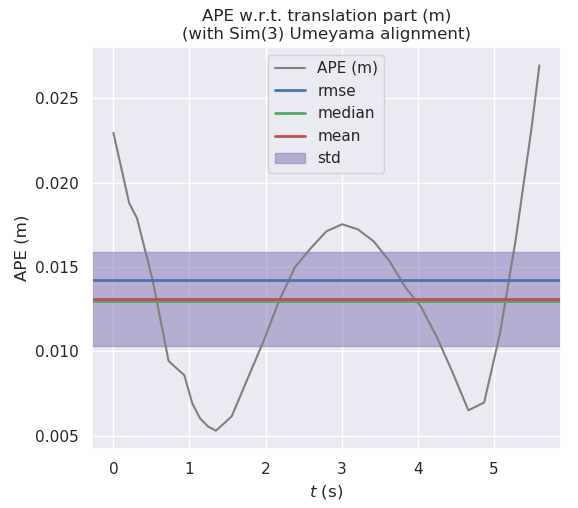 APE w.r.t. translation part (m)
(with Sim(3) Umeyama alignment)
APE (m)
rmse
median
mean
std
APE (m)
0.025
0.020
0.015
0.010
0.005
0 1 2 3 4 5
t (s)